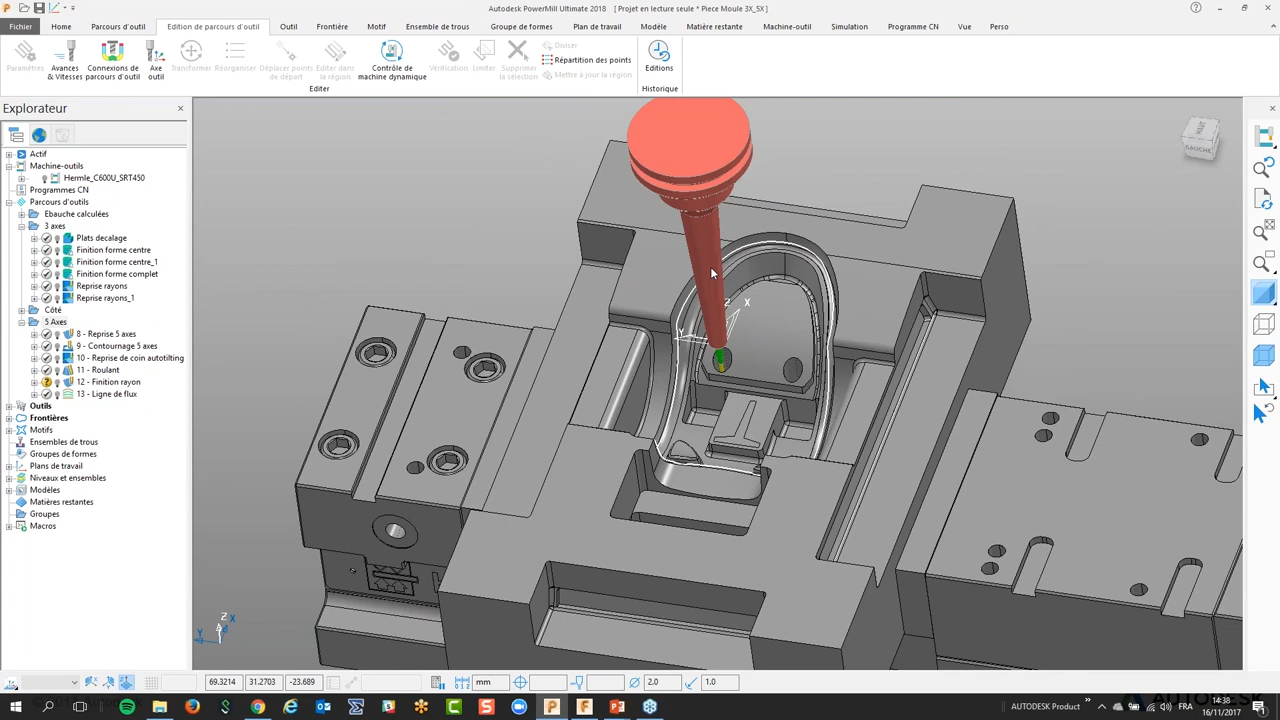 Autodesk PowerMill Ultimate 2018    [ Projet en lecture seule * Piece Moule 3X_5X ]
Fichier Home Parcours d'outil Edition de parcours d'outil Outil Frontière Motif Ensemble de trous Groupe de formes Plan de travail Modèle Matière restante Machine-outil Simulation Programme CN Vue Perso
Paramètres
Avances & Vitesses
Connexions de parcours d'outil
Axe outil
Transformer
Réorganiser
Déplacer points de départ
Editer dans la région
Contrôle de machine dynamique
Vérification
Limiter
Supprimer la sélection
Diviser
Répartition des points
Mettre à jour la région
Editions
Editer
Historique
Explorateur
Actif
Machine-outils
Hermle_C600U_SRT450
Programmes CN
Parcours d'outils
Ebauche calculées
3 axes
Plats decalage
Finition forme centre
Finition forme centre_1
Finition forme complet
Reprise rayons
Reprise rayons_1
Côté
5 Axes
8 - Reprise 5 axes
9 - Contournage 5 axes
10 - Reprise de coin autotilting
11 - Roulant
12 - Finition rayon
13 - Ligne de flux
Outils
Frontières
Motifs
Ensembles de trous
Groupes de formes
Plans de travail
Niveaux et ensembles
Modèles
Matières restantes
Groupes
Macros
GAUCHE
Z X
Y
Z X
Y
69.3214 31.2703 -23.689 mm 2.0 1.0
AUTODESK Product
FRA
14:38
16/11/2017